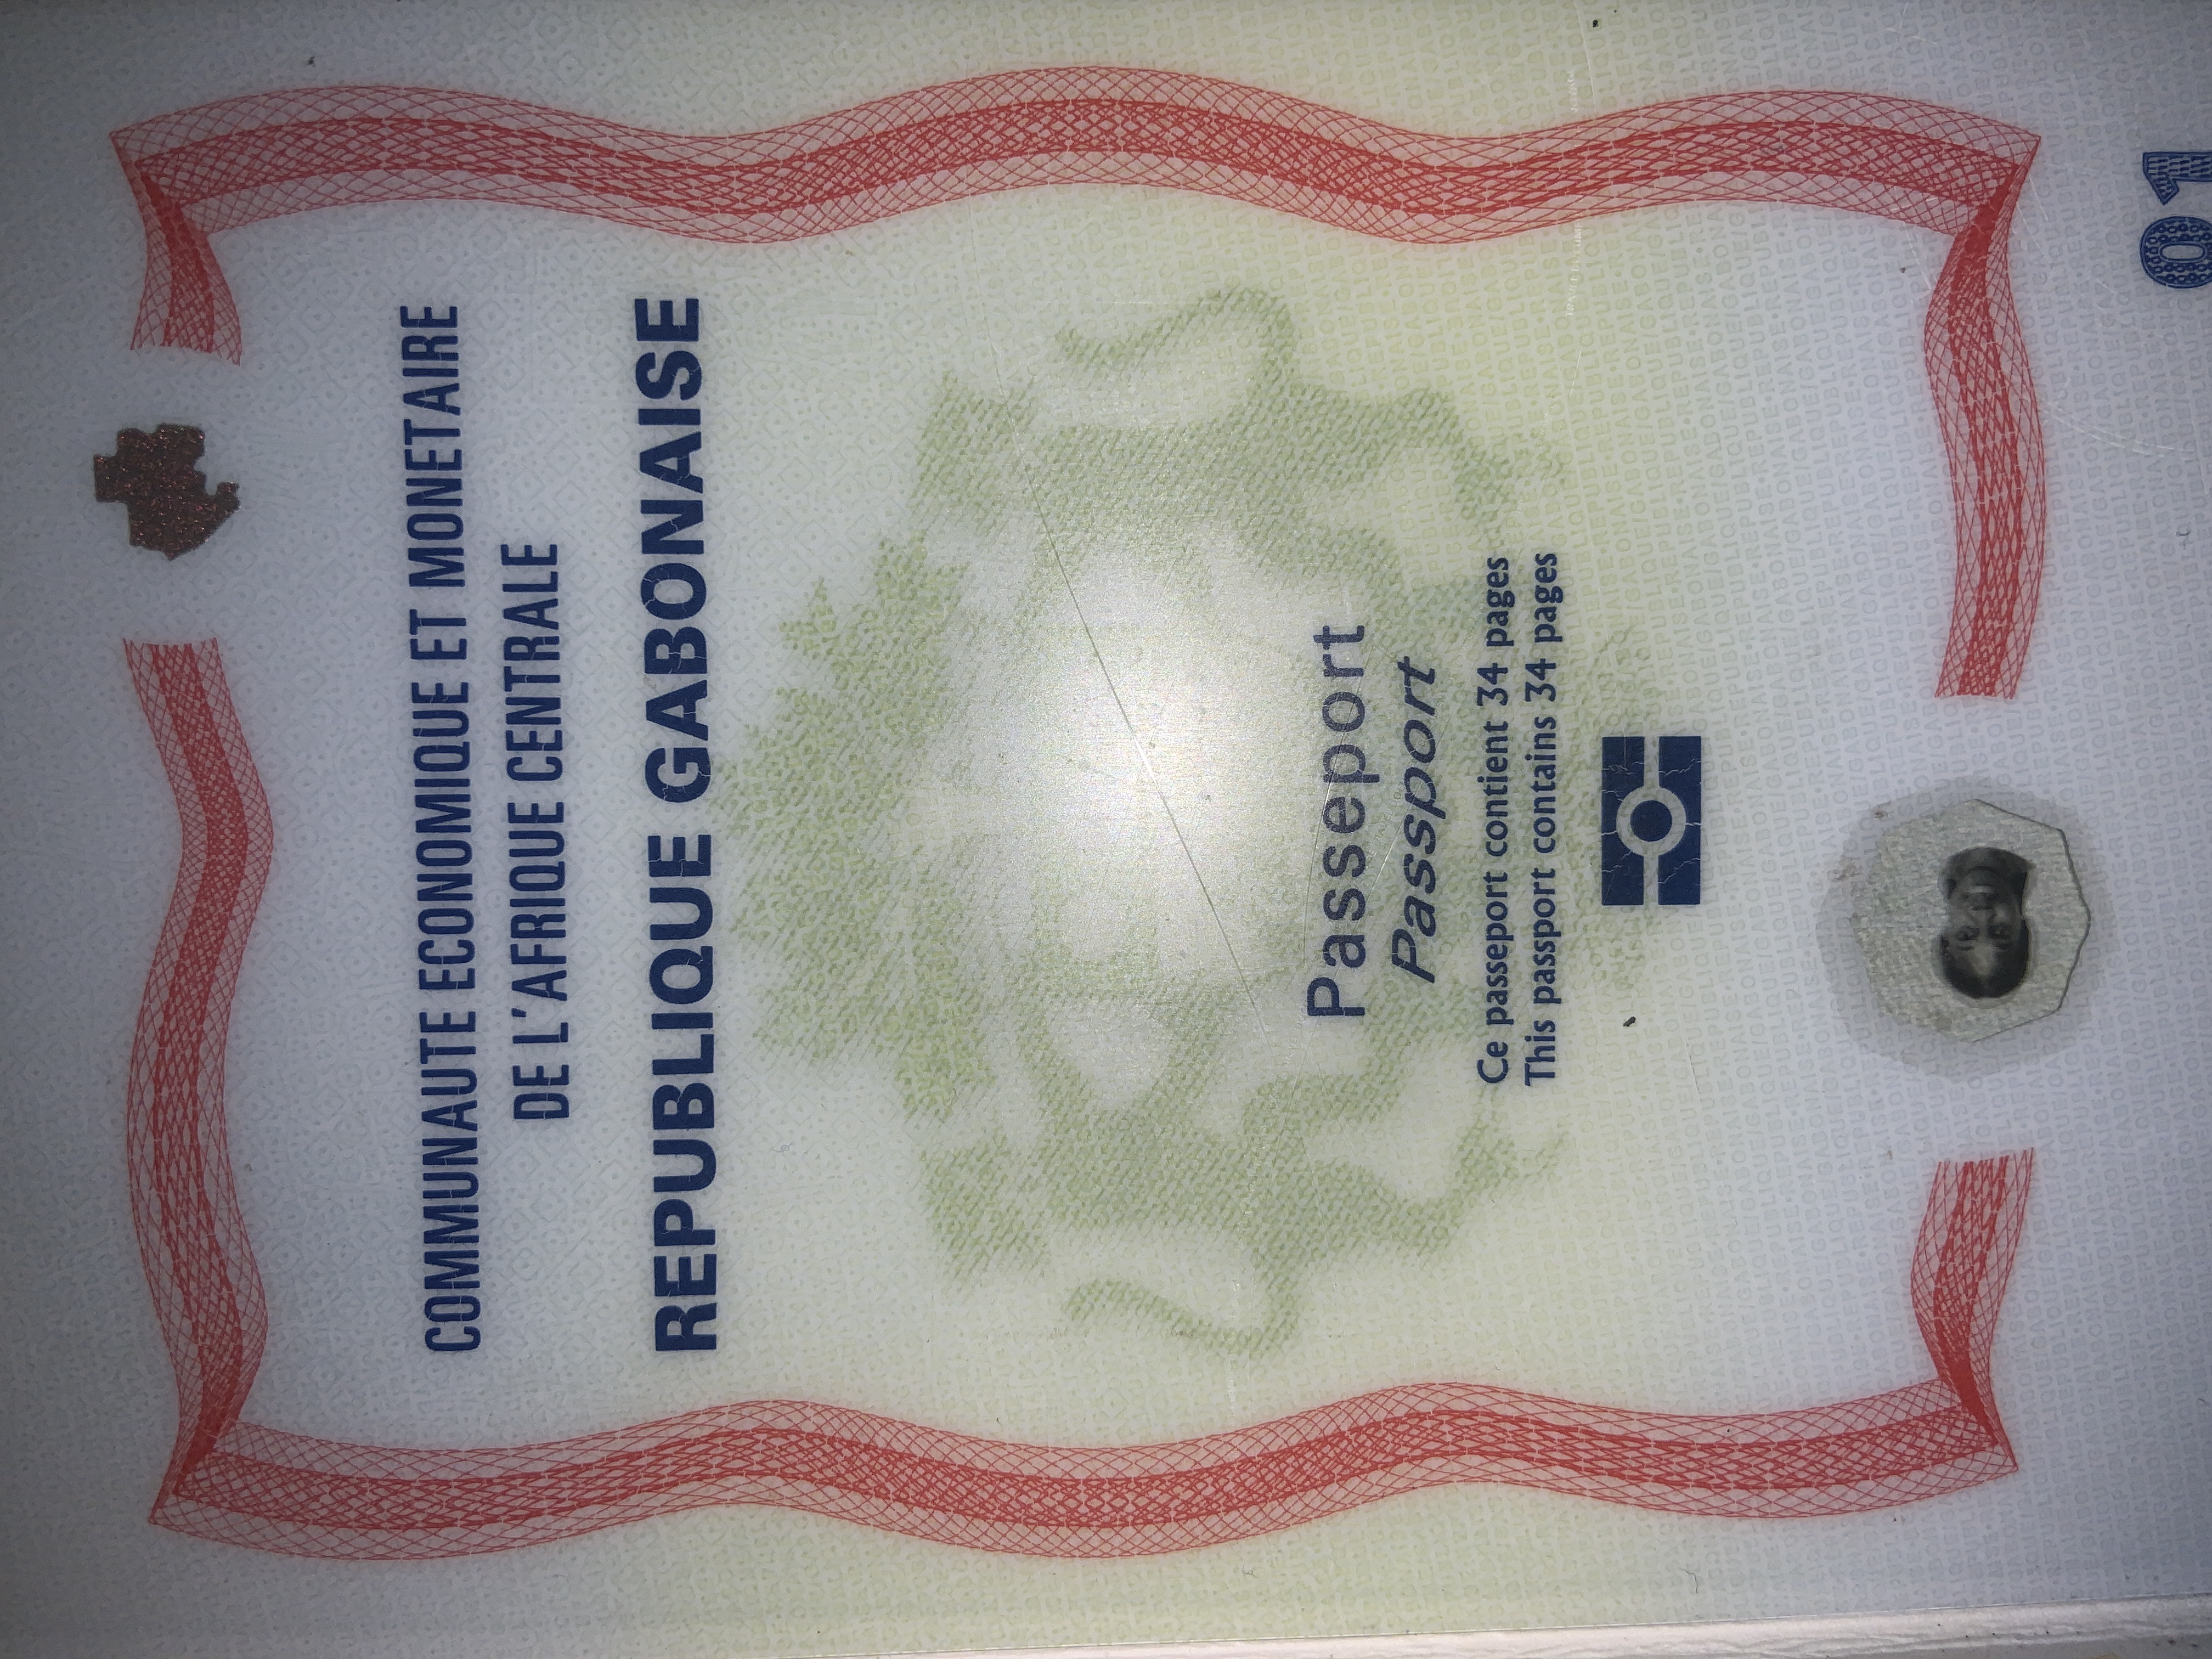 COMMUNAUTE ECONOMIQUE ET MONETAIRE
DE L'AFRIQUE CENTRALE
REPUBLIQUE GABONAISE
Passeport
Passport
Ce passeport contient 34 pages
This passport contains 34 pages
01